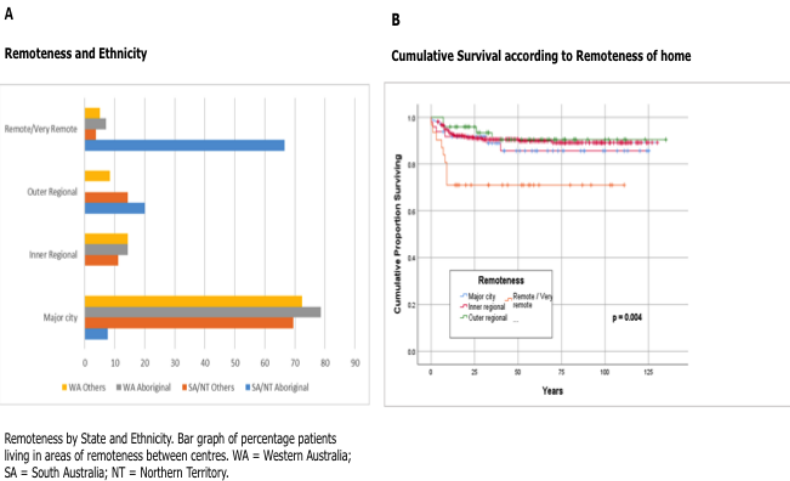 A
Remoteness and Ethnicity
Remote/Very Remote
Outer Regional
Inner Regional
Major city
0 10 20 30 40 50 60 70 80 90
WA Others WA Aboriginal SA/NT Others SA/NT Aboriginal
Remoteness by State and Ethnicity. Bar graph of percentage patients
living in areas of remoteness between centres. WA = Western Australia;
SA = South Australia; NT = Northern Territory.
B
Cumulative Survival according to Remoteness of home
Cumulative Proportion Surviving
1.0
0.8
0.6
0.4
0.2
0.0
Remoteness
Major city Remote / Very
Inner regional remote
Outer regional ...
p = 0.004
0 25 50 75 100 125
Years